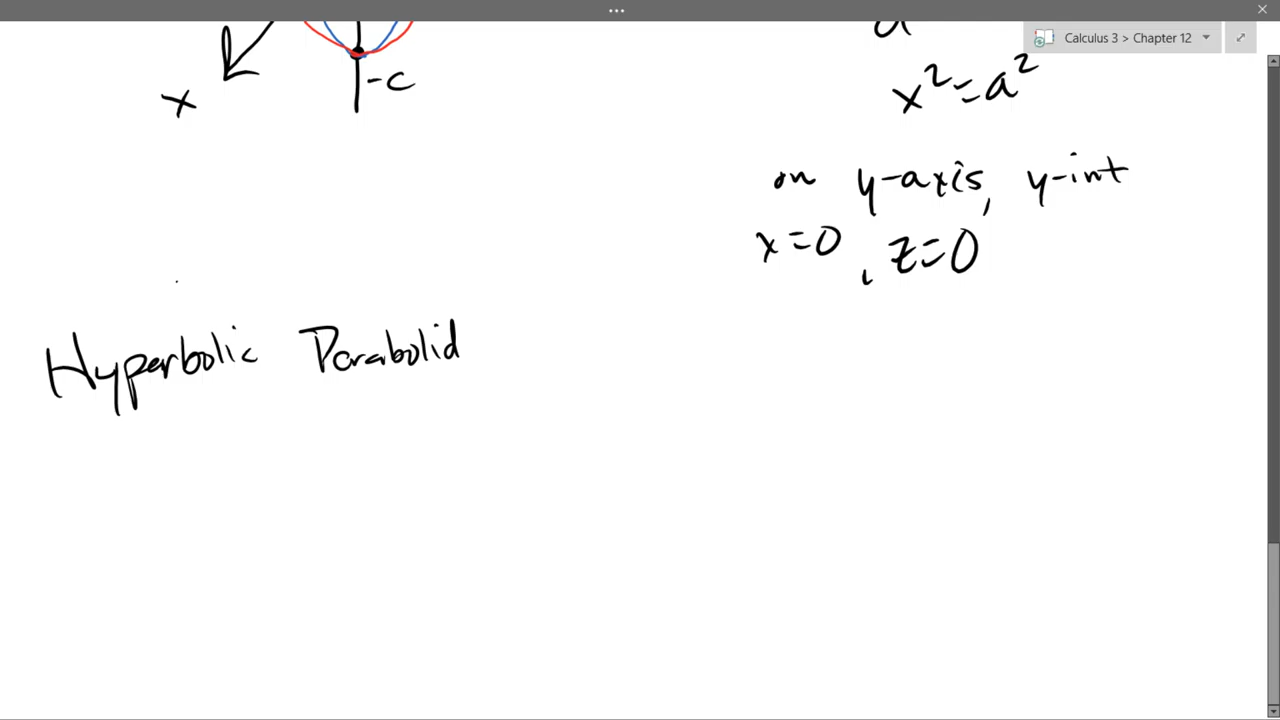 Calculus 3 > Chapter 12
-c
x
x²=a²
on y-axis, y-int
x=0, z=0
Hyperbolic Parabolid